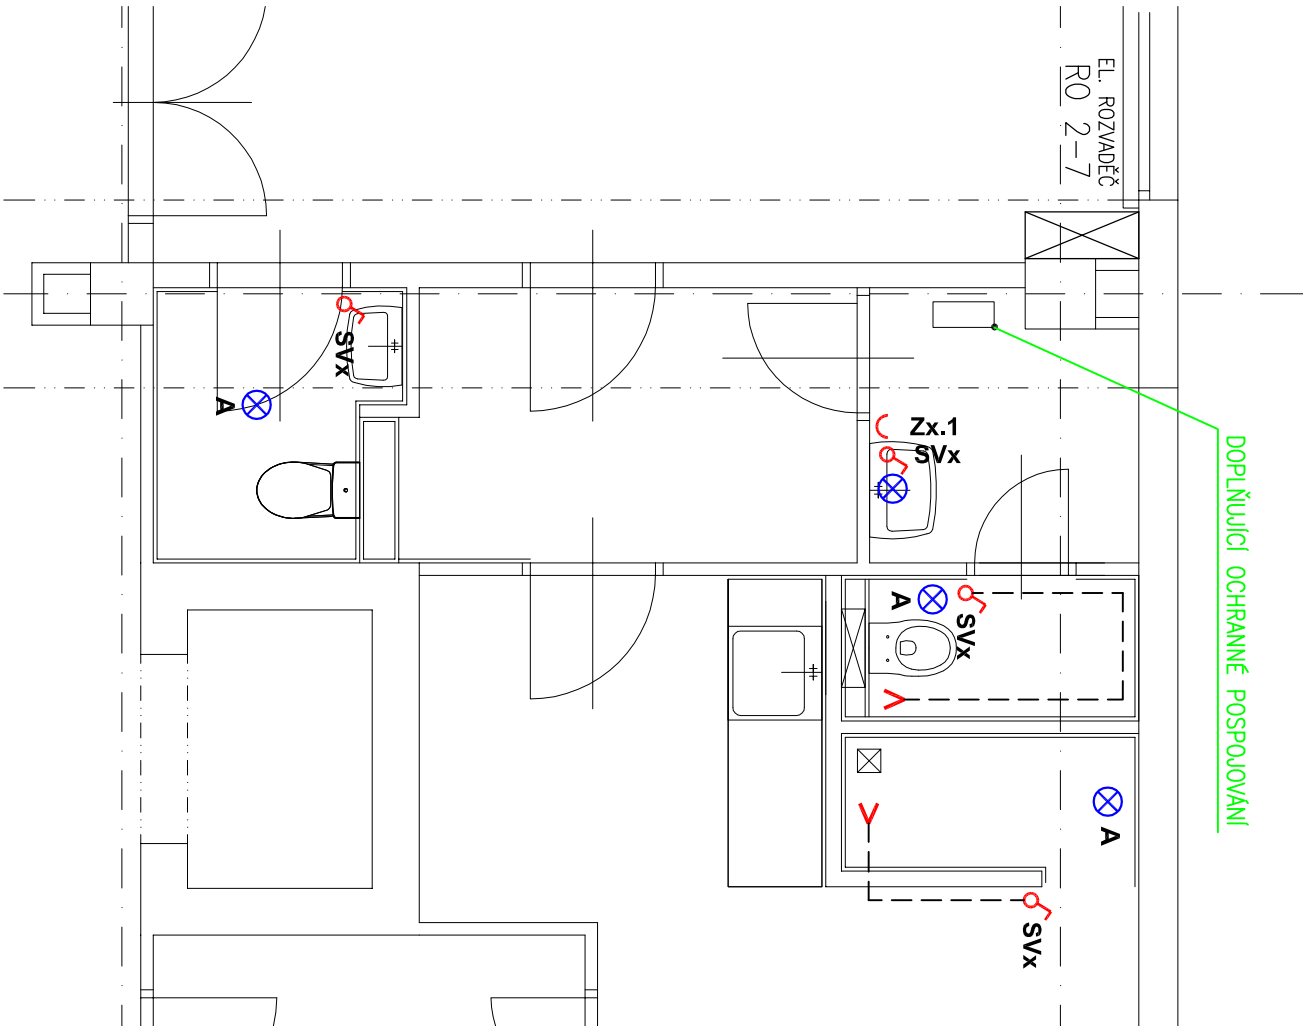 EL. ROZVADĚČ
RO 2-7
SVx
A
Zx.1
SVx
A
SVx
A
SVx
DOPLŇUJÍCÍ OCHRANNÉ POSPOJOVÁNÍ